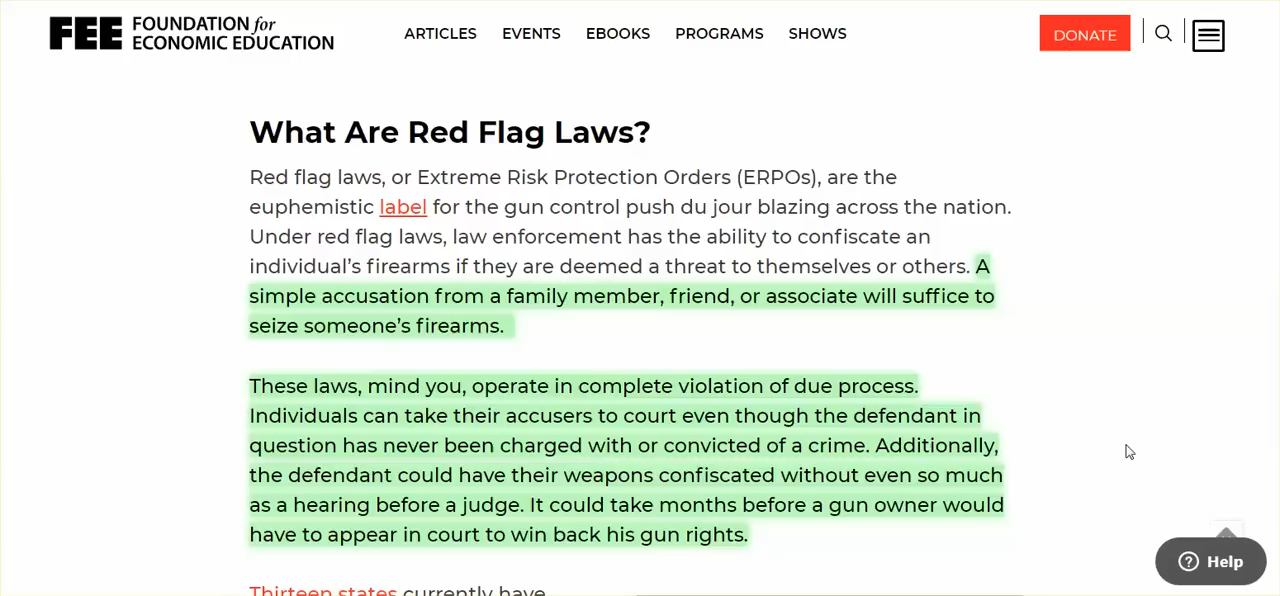 FEE FOUNDATION for
ECONOMIC EDUCATION
ARTICLES EVENTS EBOOKS PROGRAMS SHOWS
DONATE
What Are Red Flag Laws?
Red flag laws, or Extreme Risk Protection Orders (ERPOs), are the
euphemistic label for the gun control push du jour blazing across the nation.
Under red flag laws, law enforcement has the ability to confiscate an
individual’s firearms if they are deemed a threat to themselves or others. A
simple accusation from a family member, friend, or associate will suffice to
seize someone’s firearms.
These laws, mind you, operate in complete violation of due process.
Individuals can take their accusers to court even though the defendant in
question has never been charged with or convicted of a crime. Additionally,
the defendant could have their weapons confiscated without even so much
as a hearing before a judge. It could take months before a gun owner would
have to appear in court to win back his gun rights.
Help
Thirteen states currently have